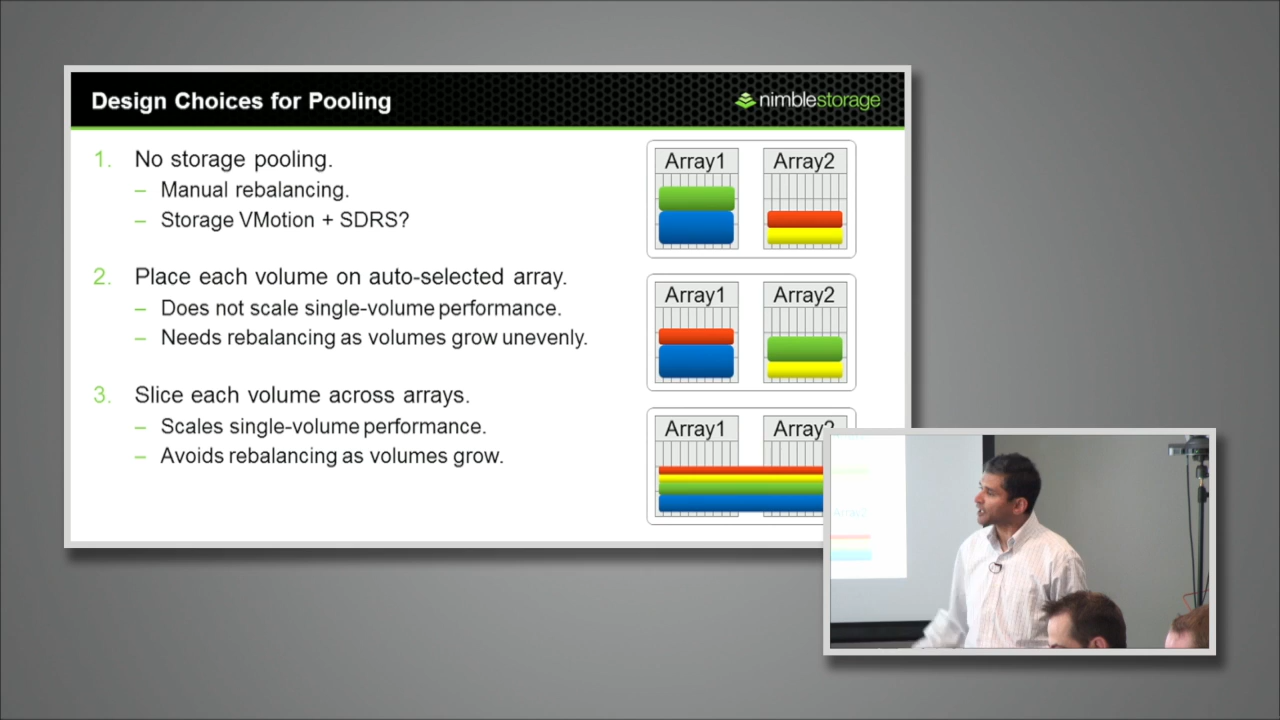 Design Choices for Pooling
nimblestorage
1. No storage pooling.
– Manual rebalancing.
– Storage VMotion + SDRS?
Array1 Array2
2. Place each volume on auto-selected array.
– Does not scale single-volume performance.
– Needs rebalancing as volumes grow unevenly.
Array1 Array2
3. Slice each volume across arrays.
– Scales single-volume performance.
– Avoids rebalancing as volumes grow.
Array1 Array2
Array2